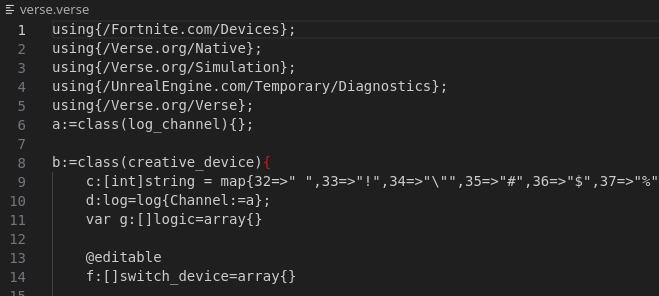 verse.verse
1 using{/Fortnite.com/Devices};
2 using{/Verse.org/Native};
3 using{/Verse.org/Simulation};
4 using{/UnrealEngine.com/Temporary/Diagnostics};
5 using{/Verse.org/Verse};
6 a:=class(log_channel){};
7
8 b:=class(creative_device){
9     c:[int]string = map{32=>" ",33=>"!",34=>"\"",35=>"#",36=>"$",37=>"%"
10     d:log=log{Channel:=a};
11     var g:[]logic=array{}
12
13     @editable
14     f:[]switch_device=array{}
15